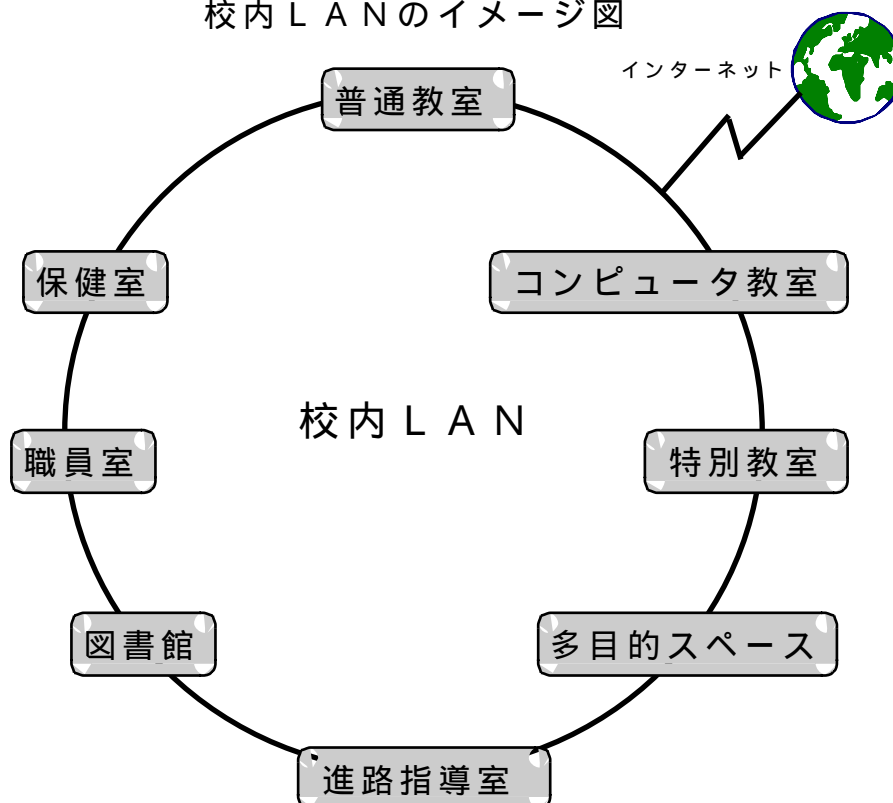 校内ＬＡＮのイメージ図
インターネット
普通教室
保健室
コンピュータ教室
校内ＬＡＮ
職員室
特別教室
図書館
多目的スペース
進路指導室